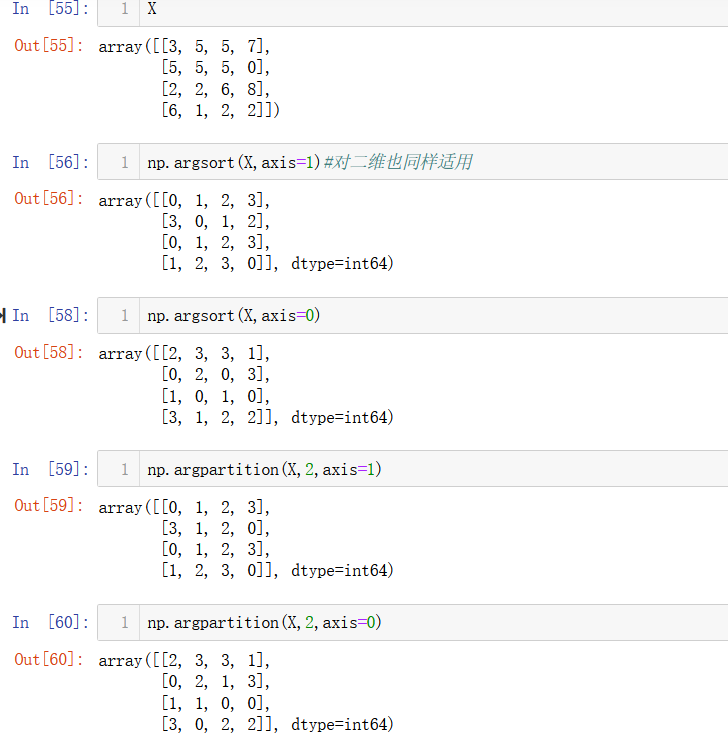 In [55]: 1 X
Out[55]: array([[3, 5, 5, 7],
[5, 5, 5, 0],
[2, 2, 6, 8],
[6, 1, 2, 2]])
In [56]: 1 np.argsort(X,axis=1)#对二维也同样适用
Out[56]: array([[0, 1, 2, 3],
[3, 0, 1, 2],
[0, 1, 2, 3],
[1, 2, 3, 0]], dtype=int64)
In [58]: 1 np.argsort(X,axis=0)
Out[58]: array([[2, 3, 3, 1],
[0, 2, 0, 3],
[1, 0, 1, 0],
[3, 1, 2, 2]], dtype=int64)
In [59]: 1 np.argpartition(X,2,axis=1)
Out[59]: array([[0, 1, 2, 3],
[3, 1, 2, 0],
[0, 1, 2, 3],
[1, 2, 3, 0]], dtype=int64)
In [60]: 1 np.argpartition(X,2,axis=0)
Out[60]: array([[2, 3, 3, 1],
[0, 2, 1, 3],
[1, 1, 0, 0],
[3, 0, 2, 2]], dtype=int64)